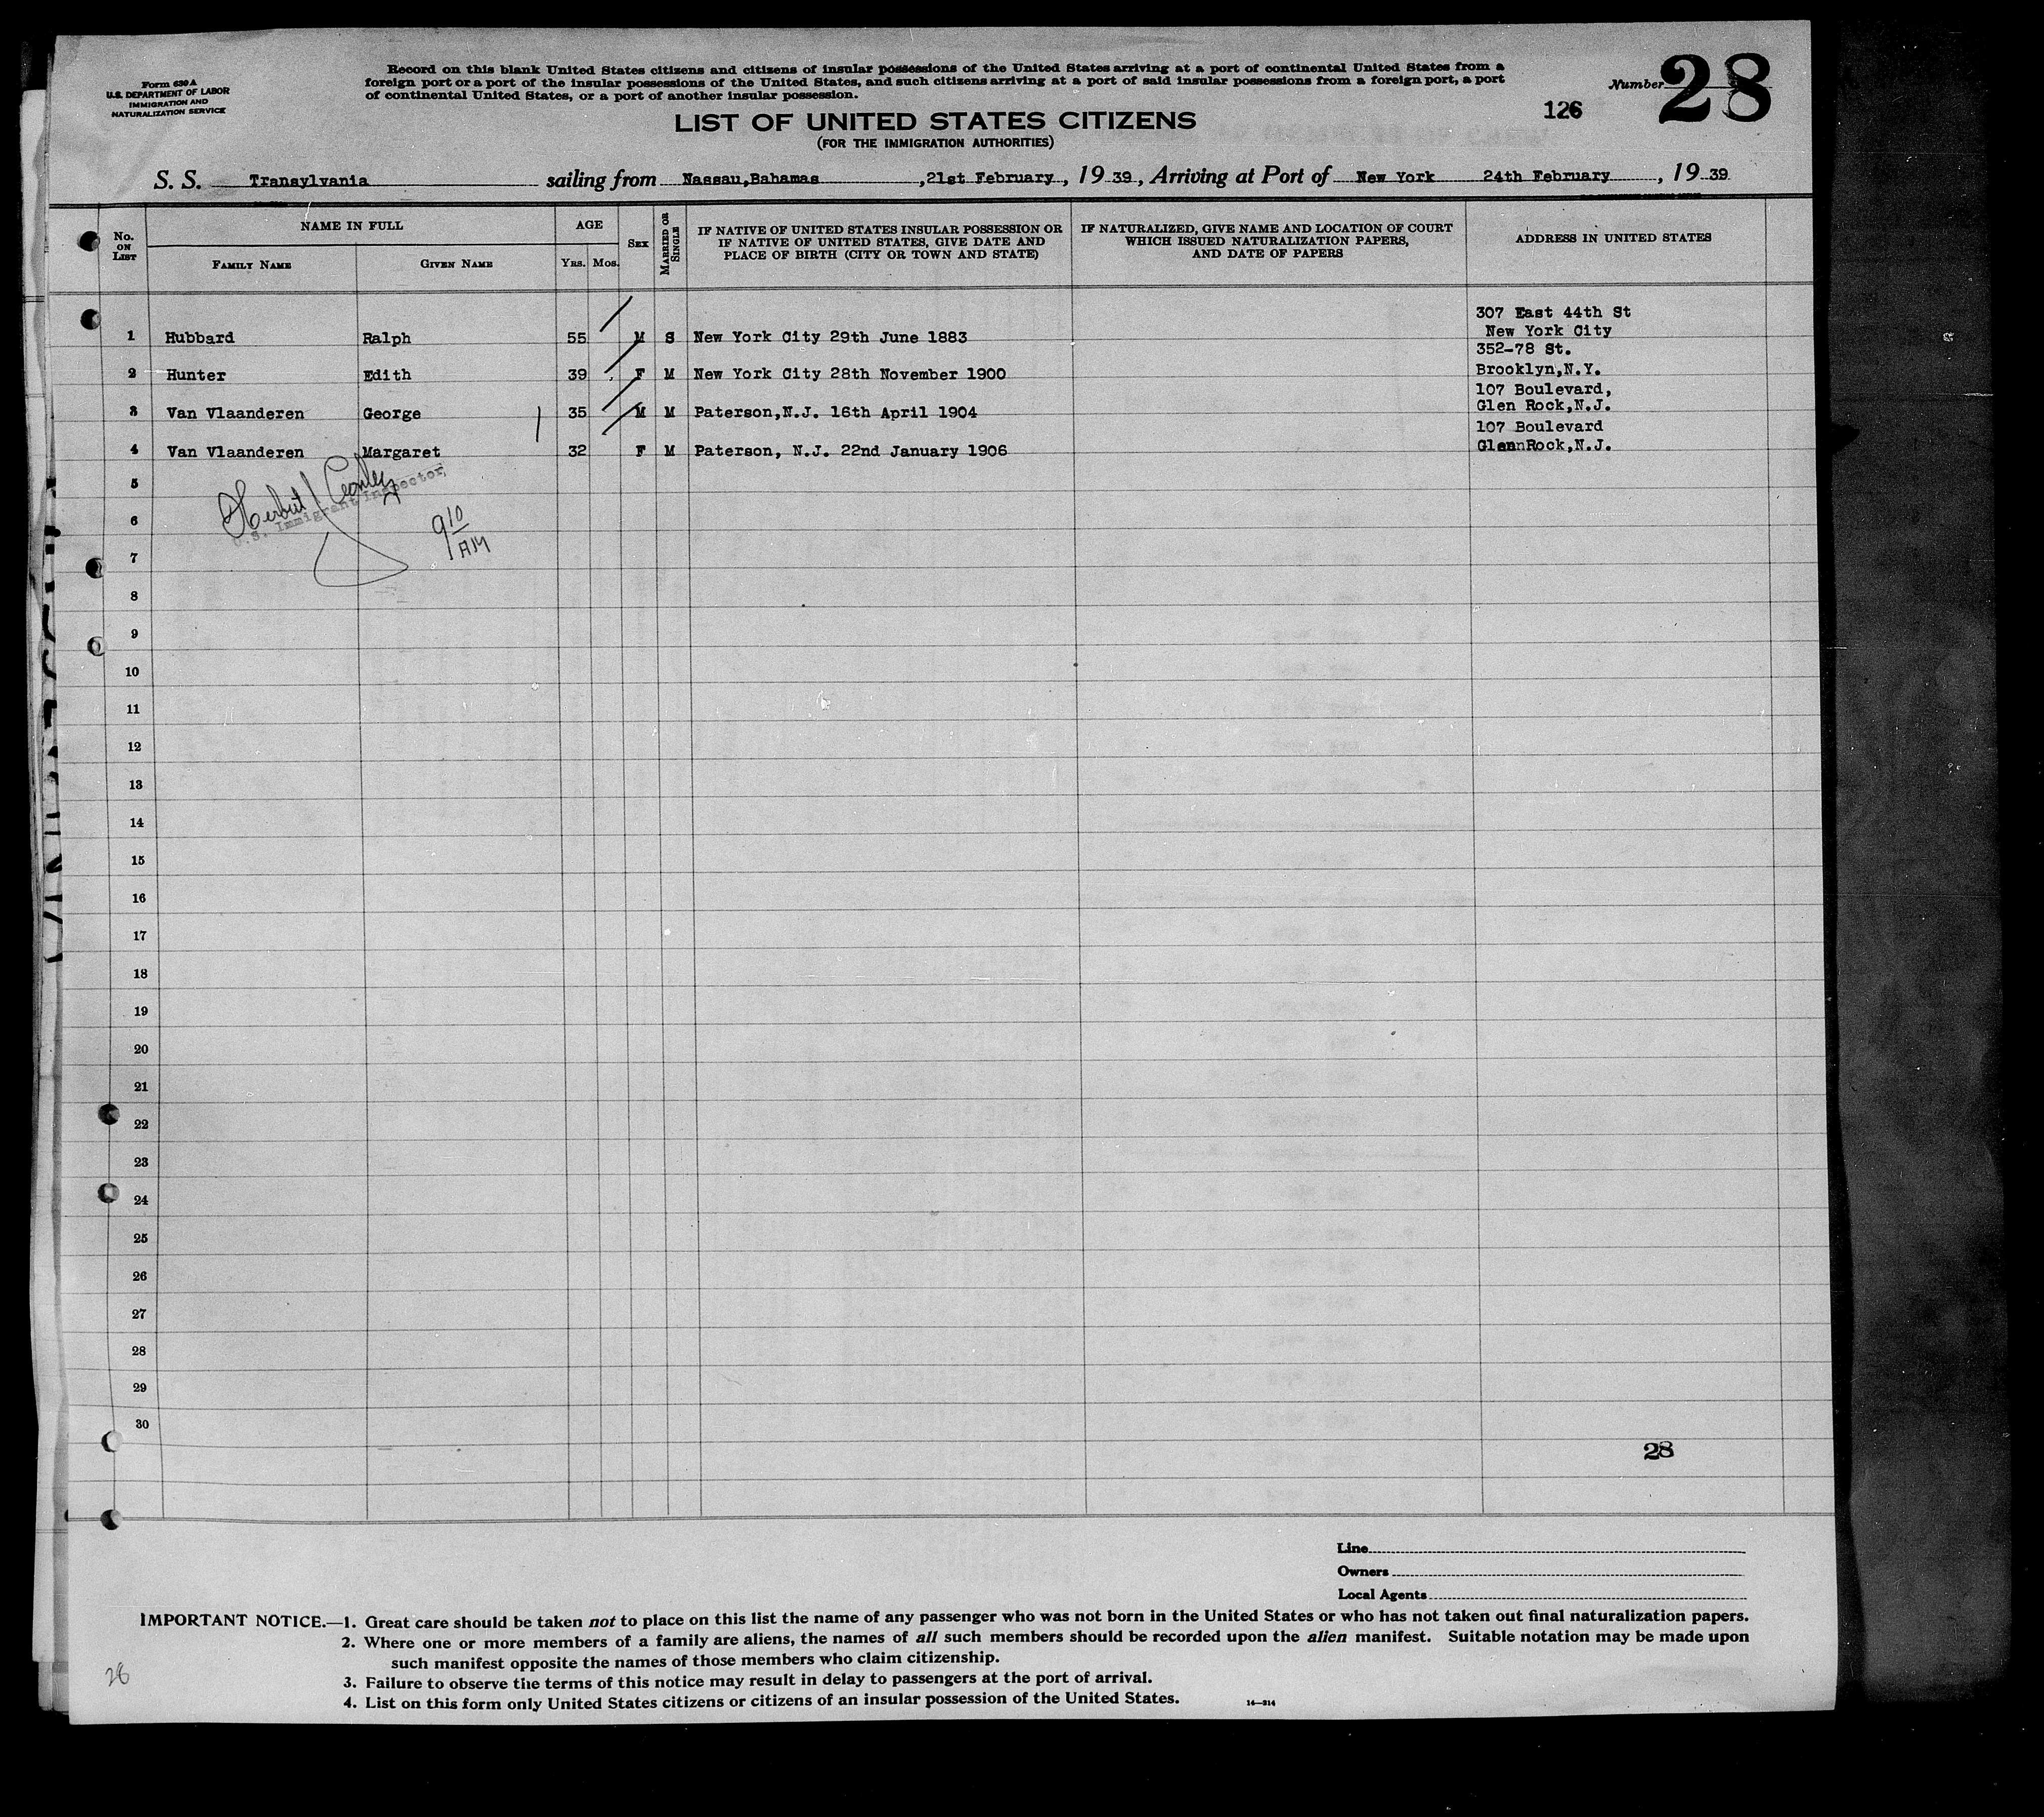 Form 630 A
U.S. DEPARTMENT OF LABOR
IMMIGRATION AND
NATURALIZATION SERVICE
Record on this blank United States citizens and citizens of insular possessions of the United States arriving at a port of continental United States from a
foreign port or a port of the insular possessions of the United States, and such citizens arriving at a port of said insular possessions from a foreign port, a port
of continental United States, or a port of another insular possession.
Number 28
126
LIST OF UNITED STATES CITIZENS
(FOR THE IMMIGRATION AUTHORITIES)
S. S. Transylvania sailing from Nassau,Bahamas ,21st February , 19 39 , Arriving at Port of New York 24th February , 19 39
No. ON LIST
NAME IN FULL
FAMILY NAME
GIVEN NAME
AGE
YRS. MOS.
SEX
MARRIED OR SINGLE
IF NATIVE OF UNITED STATES INSULAR POSSESSION OR
IF NATIVE OF UNITED STATES, GIVE DATE AND
PLACE OF BIRTH (CITY OR TOWN AND STATE)
IF NATURALIZED, GIVE NAME AND LOCATION OF COURT
WHICH ISSUED NATURALIZATION PAPERS,
AND DATE OF PAPERS
ADDRESS IN UNITED STATES
307 East 44th St
1 Hubbard Ralph 55 M S New York City 29th June 1883 New York City
352-78 St.
2 Hunter Edith 39 F M New York City 28th November 1900 Brooklyn,N.Y.
107 Boulevard,
3 Van Vlaanderen George 35 M M Paterson,N.J. 16th April 1904 Glen Rock,N.J.
107 Boulevard
4 Van Vlaanderen Margaret 32 F M Paterson, N.J. 22nd January 1906 GlennRock,N.J.
5
Herbert
U.S. Immigrant Inspector,
6
9 10
AM
7
8
9
10
11
12
13
14
15
16
17
18
19
20
21
22
23
24
25
26
27
28
29
30
28
Line
Owners
Local Agents
IMPORTANT NOTICE.—1. Great care should be taken not to place on this list the name of any passenger who was not born in the United States or who has not taken out final naturalization papers.
2. Where one or more members of a family are aliens, the names of all such members should be recorded upon the alien manifest. Suitable notation may be made upon
such manifest opposite the names of those members who claim citizenship.
3. Failure to observe the terms of this notice may result in delay to passengers at the port of arrival.
4. List on this form only United States citizens or citizens of an insular possession of the United States.
14—314
28